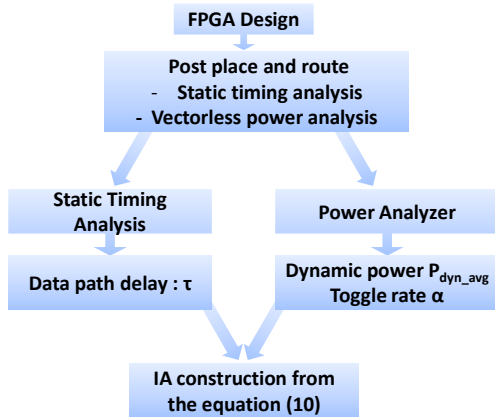 FPGA Design
Post place and route
- Static timing analysis
- Vectorless power analysis
Static Timing
Analysis
Power Analyzer
Data path delay : τ
Dynamic power Pdyn_avg
Toggle rate α
IA construction from
the equation (10)